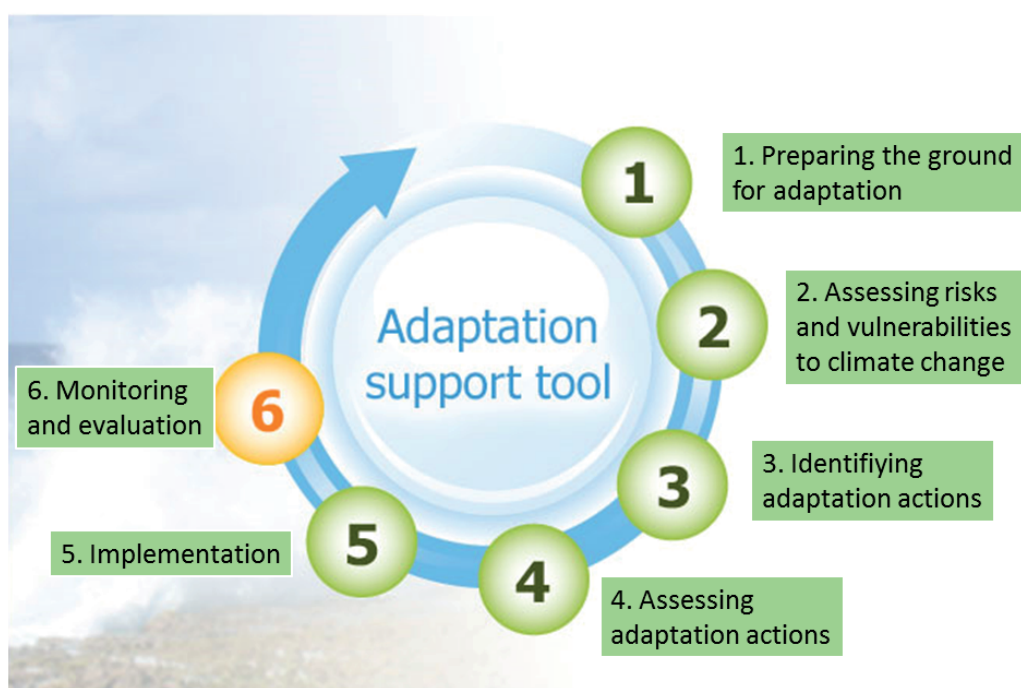 1
1. Preparing the ground
for adaptation
2
2. Assessing risks
and vulnerabilities
to climate change
Adaptation
support tool
3
3. Identifiying
adaptation actions
4
4. Assessing
adaptation actions
5
5. Implementation
6
6. Monitoring
and evaluation